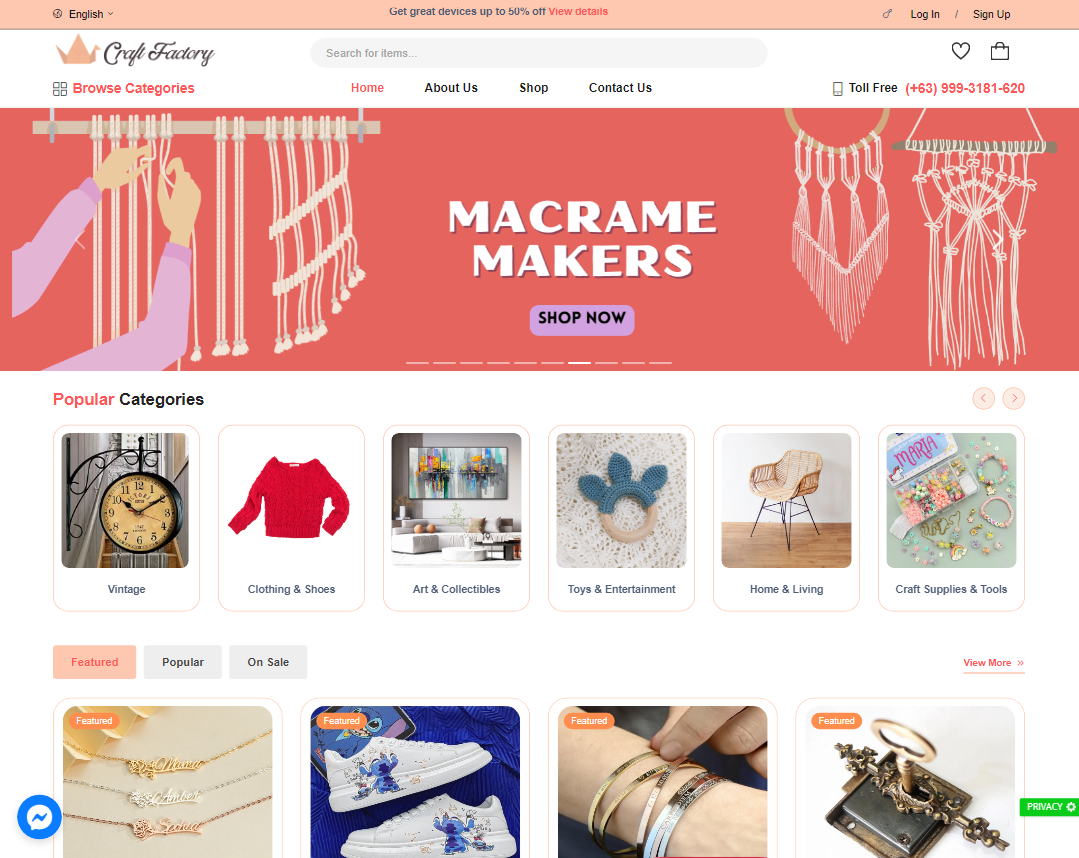 English
Get great devices up to 50% off View details
Log In / Sign Up
Craft Factory
Search for items...
Browse Categories
Home
About Us
Shop
Contact Us
Toll Free (+63) 999-3181-620
MACRAME
MAKERS
SHOP NOW
Popular Categories
MARIA
Vintage
Clothing & Shoes
Art & Collectibles
Toys & Entertainment
Home & Living
Craft Supplies & Tools
Featured
Popular
On Sale
View More »
Featured
Featured
Featured
Featured
Mama
Amber
PRIVACY